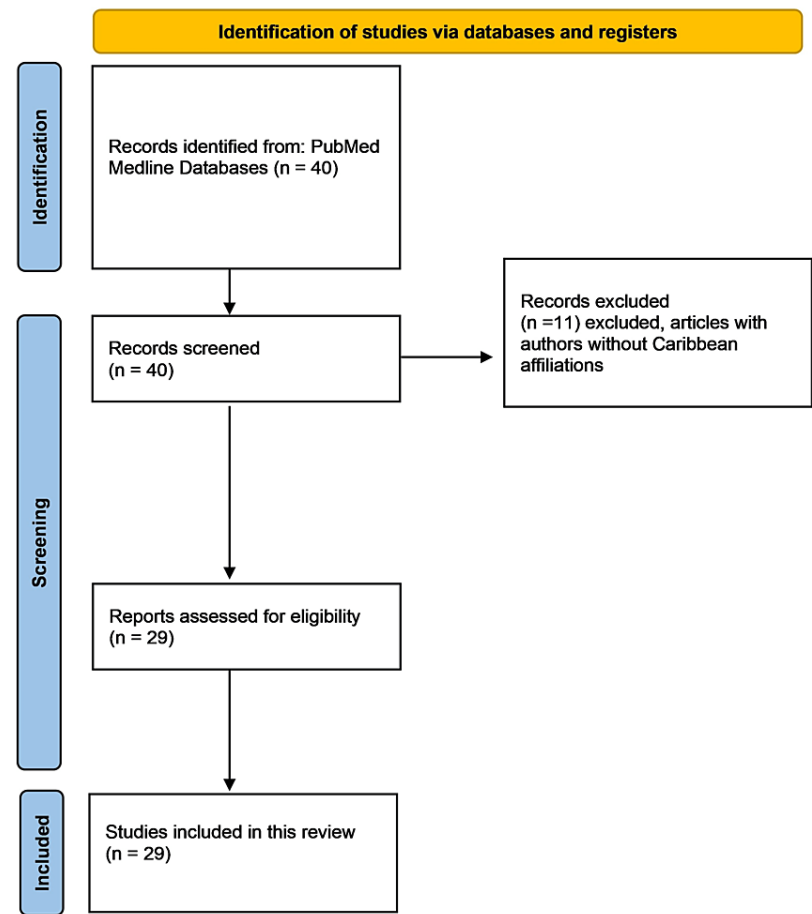 Identification of studies via databases and registers
Identification
Records identified from: PubMed
Medline Databases (n = 40)
Screening
Records screened
(n = 40)
Records excluded
(n =11) excluded, articles with
authors without Caribbean
affiliations
Reports assessed for eligibility
(n = 29)
Included
Studies included in this review
(n = 29)